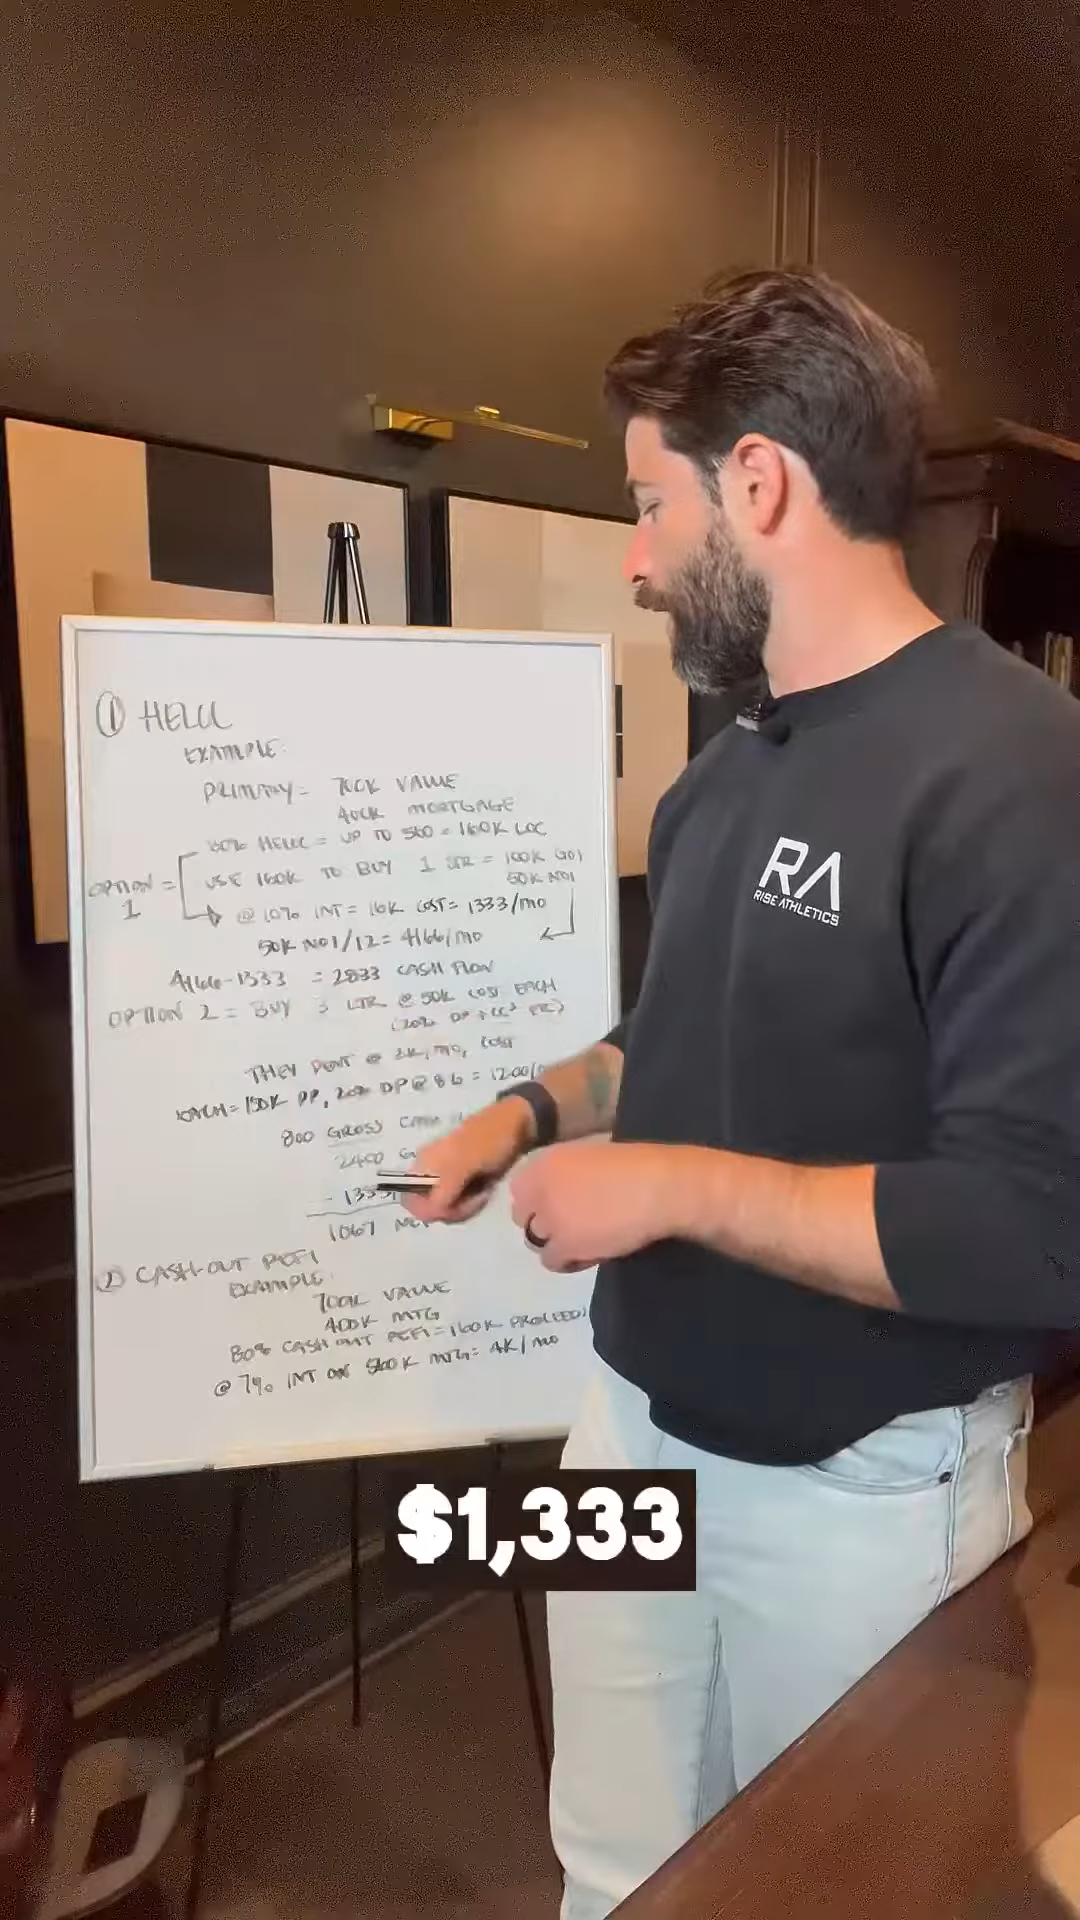 ① HELOC
EXAMPLE:
PRIMARY = 700K VALUE
400K MORTGAGE
80% HELOC = UP TO 560 = 160K LOC
OPTION 1 =
USE 160K TO BUY 1 STR = 100K GOI
50K NOI
@ 10% INT = 16K COST = 1333/MO
50K NOI/12 = 4166/MO
4166-1333 = 2833 CASH FLOW
OPTION 2 = BUY 3 LTR @ 50K COST EACH
(20% DP + CC
THEY RENT @ 2K/MO, COST
EACH = 150K PP, 20% DP @ 8% = 1200/
800 GROSS CASH
2400
- 1333
1067 NET
② CASH-OUT REFI
EXAMPLE:
700K VALUE
400K MTG
80% CASH OUT REFI = 160K PROCEEDS
@ 7% INT ON 560K MTG = 4K/MO
RA
RISE ATHLETICS
$1,333